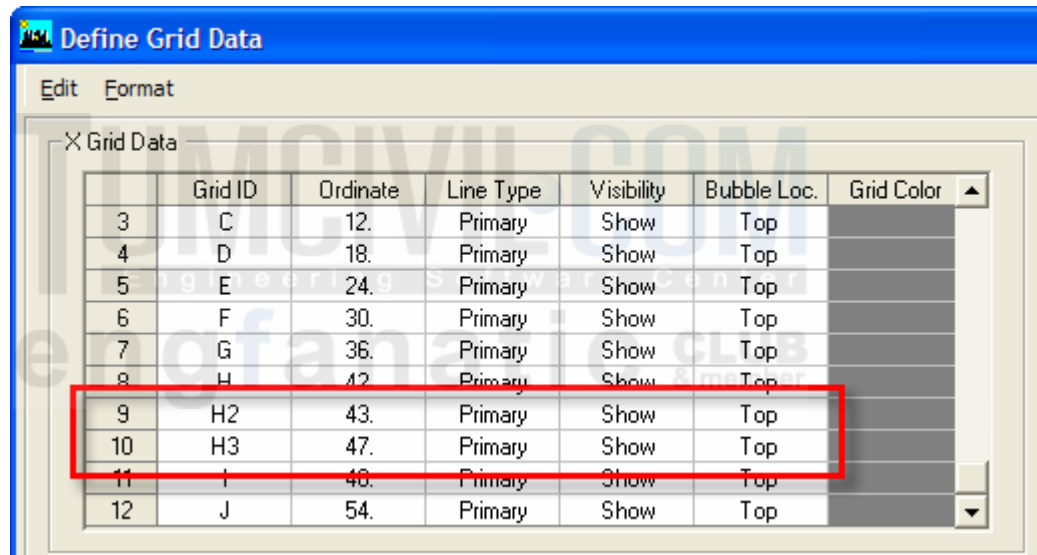 Define Grid Data
Edit Format
X Grid Data
Grid ID Ordinate Line Type Visibility Bubble Loc. Grid Color
3 C 12. Primary Show Top
4 D 18. Primary Show Top
5 E 24. Primary Show Top
6 F 30. Primary Show Top
7 G 36. Primary Show Top
8 H 42. Primary Show Top
9 H2 43. Primary Show Top
10 H3 47. Primary Show Top
11 I 48. Primary Show Top
12 J 54. Primary Show Top
TUMCIVIL.COM
Engineering Software Center
engfanatic CLUB
& member